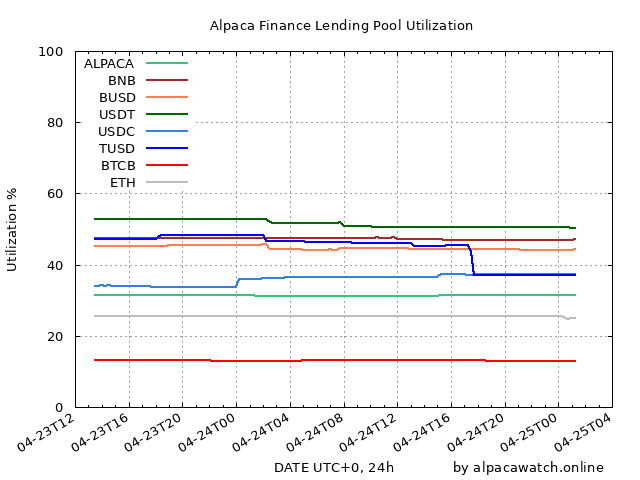 Alpaca Finance Lending Pool Utilization
100
80
60
40
20
0
Utilization %
ALPACA
BNB
BUSD
USDT
USDC
TUSD
BTCB
ETH
04-23T12
04-23T16
04-23T20
04-24T00
04-24T04
04-24T08
04-24T12
04-24T16
04-24T20
04-25T00
04-25T04
DATE UTC+0, 24h
by alpacawatch.online